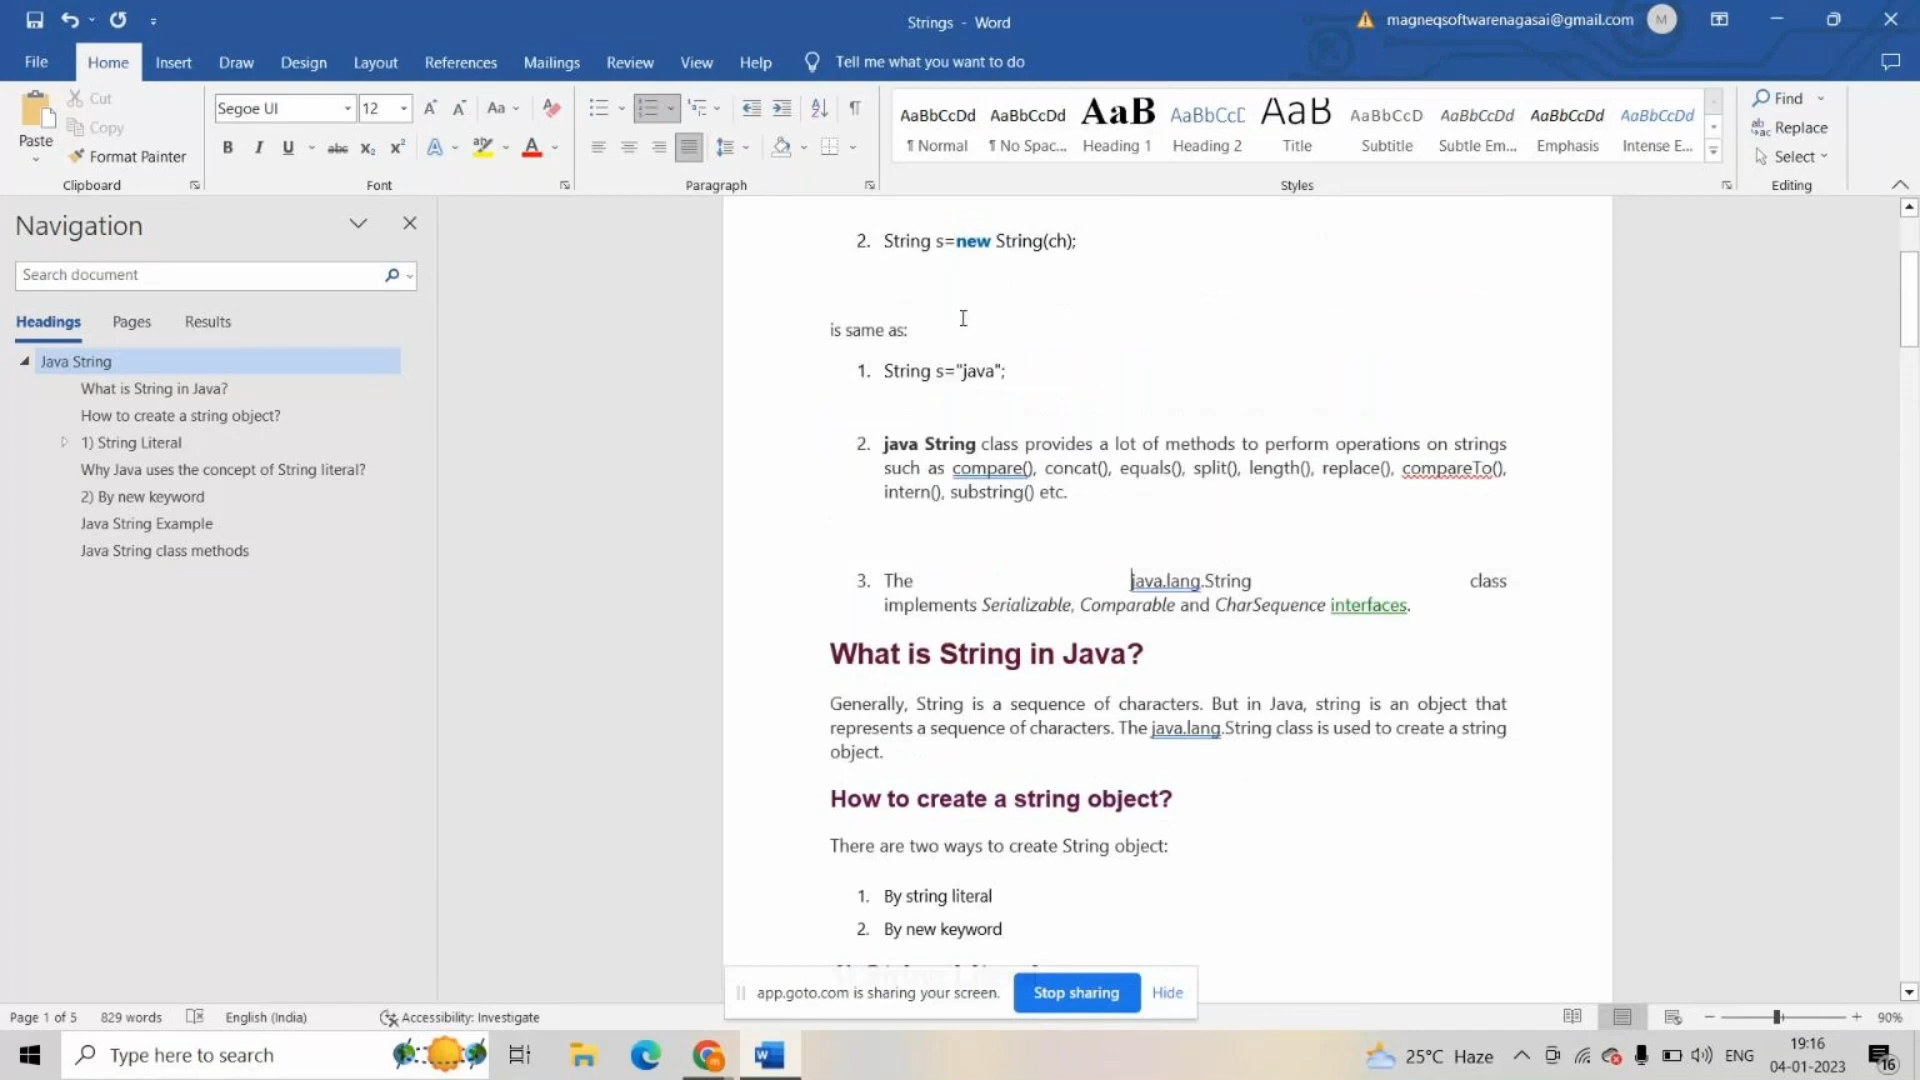 Strings - Word
magneqsoftwarenagasai@gmail.com
M
File
Home
Insert
Draw
Design
Layout
References
Mailings
Review
View
Help
Tell me what you want to do
Paste
Cut
Copy
Format Painter
Clipboard
Segoe UI
12
Font
Paragraph
AaBbCcDd
¶ Normal
AaBbCcDd
¶ No Spac...
AaB
Heading 1
AaBbCcC
Heading 2
AaB
Title
AaBbCcD
Subtitle
AaBbCcDd
Subtle Em...
AaBbCcDd
Emphasis
AaBbCcDd
Intense E...
Styles
Find
Replace
Select
Editing
Navigation
Search document
Headings
Pages
Results
Java String
What is String in Java?
How to create a string object?
1) String Literal
Why Java uses the concept of String literal?
2) By new keyword
Java String Example
Java String class methods
2. String s=new String(ch);
is same as:
1. String s="java";
2. java String class provides a lot of methods to perform operations on strings
such as compare(), concat(), equals(), split(), length(), replace(), compareTo(),
intern(), substring() etc.
3. The java.lang.String class
implements Serializable, Comparable and CharSequence interfaces.
What is String in Java?
Generally, String is a sequence of characters. But in Java, string is an object that
represents a sequence of characters. The java.lang.String class is used to create a string
object.
How to create a string object?
There are two ways to create String object:
1. By string literal
2. By new keyword
app.goto.com is sharing your screen.
Stop sharing
Hide
Page 1 of 5
829 words
English (India)
Accessibility: Investigate
90%
Type here to search
25°C Haze
ENG
19:16
04-01-2023
16